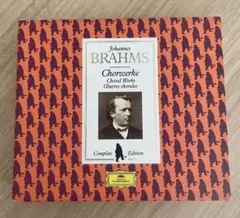 Johannes
BRAHMS
Chorwerke
Choral Works
Œuvres chorales
Complete Edition